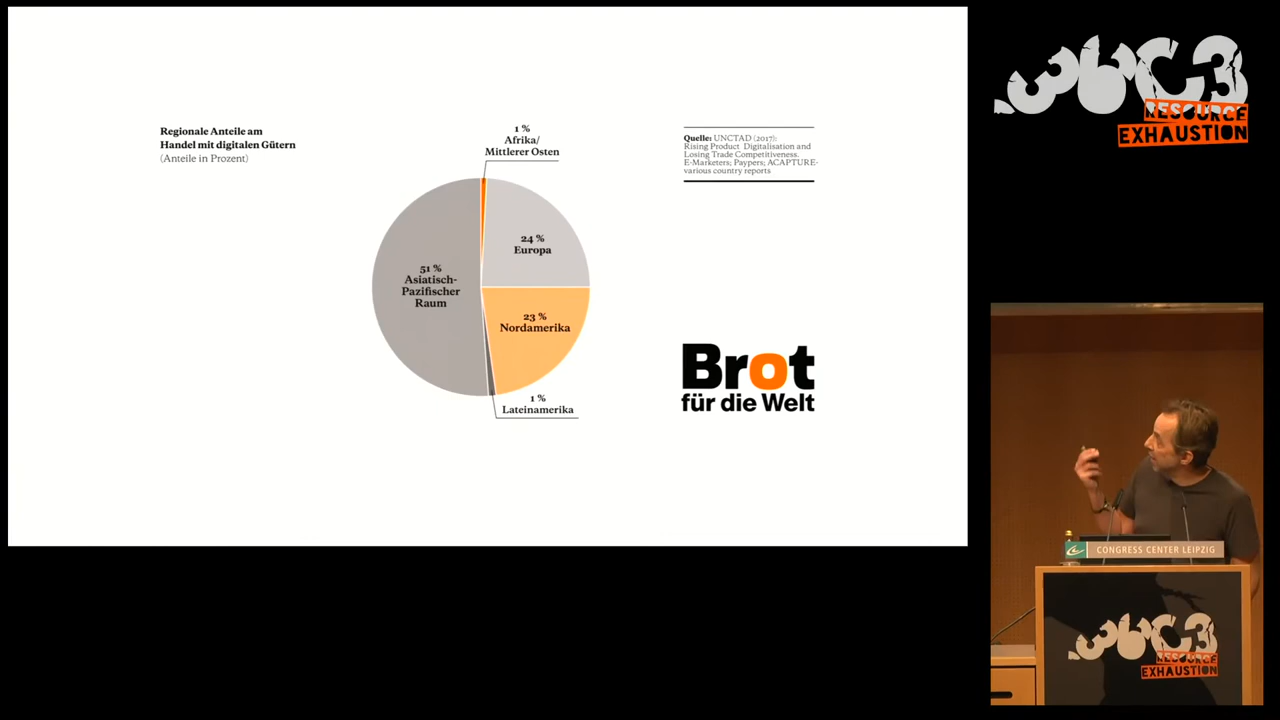 Regionale Anteile am
Handel mit digitalen Gütern
(Anteile in Prozent)
1 %
Afrika/
Mittlerer Osten
24 %
Europa
51 %
Asiatisch-
Pazifischer
Raum
23 %
Nordamerika
1 %
Lateinamerika
Quelle: UNCTAD (2017):
Rising Product Digitalisation and
Losing Trade Competitiveness.
E-Marketers; Paypers; ACAPTURE-
various country reports
Brot
für die Welt
36C3
RESOURCE
EXHAUSTION
CONGRESS CENTER LEIPZIG
36C3
RESOURCE
EXHAUSTION